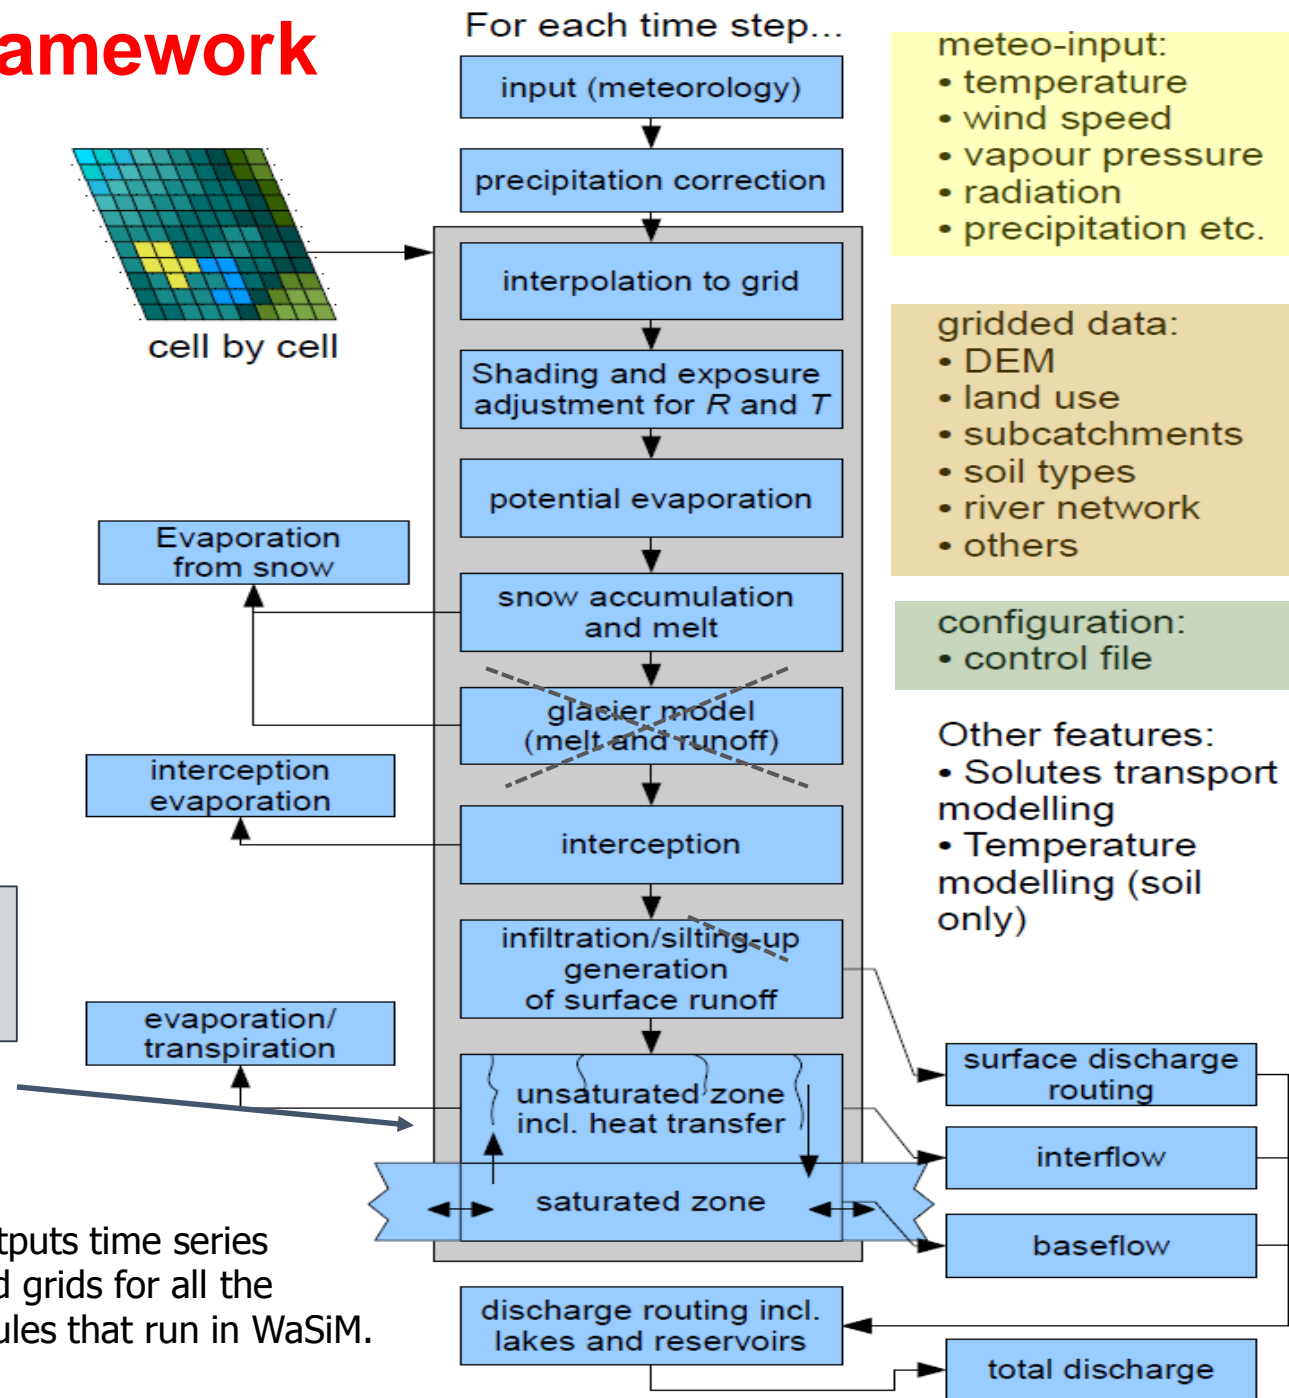 amework
For each time step...
input (meteorology)
precipitation correction
cell by cell
interpolation to grid
Shading and exposure
adjustment for R and T
potential evaporation
Evaporation
from snow
snow accumulation
and melt
glacier model
(melt and runoff)
interception
evaporation
interception
infiltration/silting-up
generation
of surface runoff
evaporation/
transpiration
unsaturated zone
incl. heat transfer
saturated zone
surface discharge
routing
interflow
baseflow
discharge routing incl.
lakes and reservoirs
total discharge
meteo-input:
• temperature
• wind speed
• vapour pressure
• radiation
• precipitation etc.
gridded data:
• DEM
• land use
• subcatchments
• soil types
• river network
• others
configuration:
• control file
Other features:
• Solutes transport
modelling
• Temperature
modelling (soil
only)
tputs time series
d grids for all the
ules that run in WaSiM.